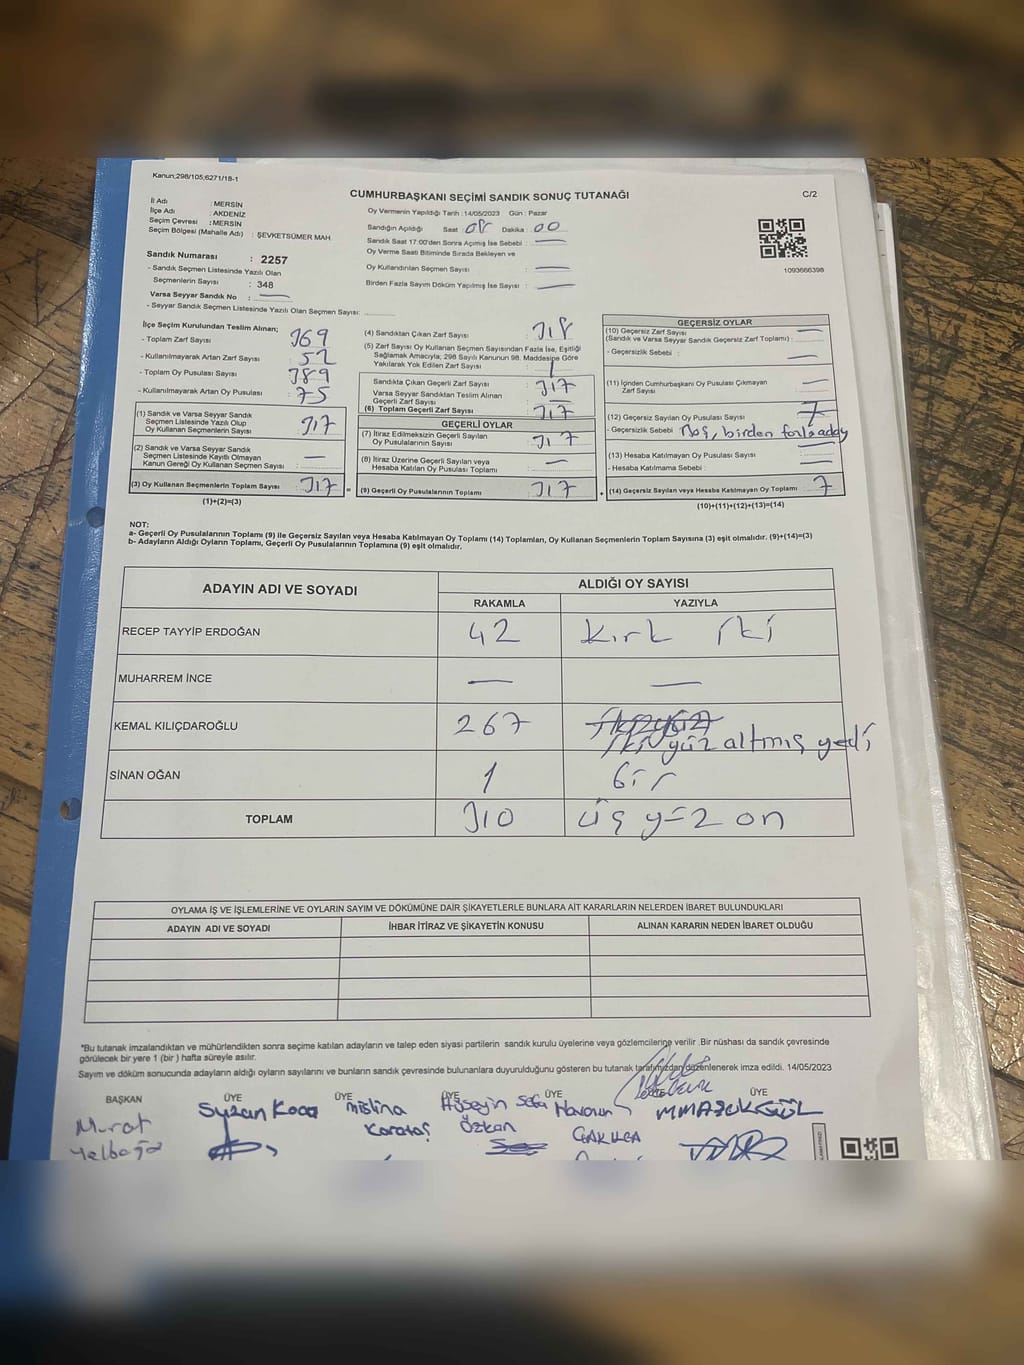 Kanun;298/105;6271/18-1
CUMHURBAŞKANI SEÇİMİ SANDIK SONUÇ TUTANAĞI
C/2
İl Adı : MERSİN
İlçe Adı : AKDENİZ
Seçim Çevresi : MERSİN
Seçim Bölgesi (Mahalle Adı) : ŞEVKETSÜMER MAH.
Sandık Numarası : 2257
- Sandık Seçmen Listesinde Yazılı Olan
Seçmenlerin Sayısı : 348
Varsa Seyyar Sandık No : —
- Seyyar Sandık Seçmen Listesinde Yazılı Olan Seçmen Sayısı:
Oy Vermenin Yapıldığı Tarih :14/05/2023 Gün : Pazar
Sandığın Açıldığı Saat : 08 Dakika : 00
Sandık Saat 17:00'den Sonra Açımış İse Sebebi : —
Oy Verme Saati Bitiminde Sırada Bekleyen ve
Oy Kullandırılan Seçmen Sayısı : —
Birden Fazla Sayım Döküm Yapılmış İse Sayısı : —
1093666398
İlçe Seçim Kurulundan Teslim Alınan;
- Toplam Zarf Sayısı : 369
- Kullanılmayarak Artan Zarf Sayısı : 52
- Toplam Oy Pusulası Sayısı : 389
- Kullanılmayarak Artan Oy Pusulası : 75
(1) Sandık ve Varsa Seyyar Sandık
Seçmen Listesinde Yazılı Olup
Oy Kullanan Seçmenlerin Sayısı : 317
(2) Sandık ve Varsa Seyyar Sandık
Seçmen Listesinde Kayıtlı Olmayan
Kanun Gereği Oy Kullanan Seçmen Sayısı : —
(3) Oy Kullanan Seçmenlerin Toplam Sayısı : 317
(1)+(2)=(3)
(4) Sandıktan Çıkan Zarf Sayısı : 318
(5) Zarf Sayısı Oy Kullanan Seçmen Sayısından Fazla İse, Eşitliği
Sağlamak Amacıyla; 298 Sayılı Kanunun 98. Maddesine Göre
Yakılarak Yok Edilen Zarf Sayısı : 1
Sandıkta Çıkan Geçerli Zarf Sayısı : 317
Varsa Seyyar Sandıktan Teslim Alınan
Geçerli Zarf Sayısı : —
(6) Toplam Geçerli Zarf Sayısı : 317
GEÇERLİ OYLAR
(7) İtiraz Edilmeksizin Geçerli Sayılan
Oy Pusulalarının Sayısı : 317
(8) İtiraz Üzerine Geçerli Sayılan veya
Hesaba Katılan Oy Pusulası Toplamı : —
(9) Geçerli Oy Pusulalarının Toplamı : 317
GEÇERSİZ OYLAR
(10) Geçersiz Zarf Sayısı : —
(Sandık ve Varsa Seyyar Sandık Geçersiz Zarf Toplamı) :
- Geçersizlik Sebebi : —
(11) İçinden Cumhurbaşkanı Oy Pusulası Çıkmayan
Zarf Sayısı : —
(12) Geçersiz Sayılan Oy Pusulası Sayısı : 7
- Geçersizlik Sebebi : Boş, birden fazla aday
(13) Hesaba Katılmayan Oy Pusulası Sayısı : —
- Hesaba Katılmama Sebebi : —
(14) Geçersiz Sayılan veya Hesaba Katılmayan Oy Toplamı : 7
(10)+(11)+(12)+(13)=(14)
NOT:
a- Geçerli Oy Pusulalarının Toplamı (9) ile Geçersiz Sayılan veya Hesaba Katılmayan Oy Toplamı (14) Toplamları, Oy Kullanan Seçmenlerin Toplam Sayısına (3) eşit olmalıdır. (9)+(14)=(3)
b- Adayların Aldığı Oyların Toplamı, Geçerli Oy Pusulalarının Toplamına (9) eşit olmalıdır.
ADAYIN ADI VE SOYADI
ALDIĞI OY SAYISI
RAKAMLA YAZIYLA
RECEP TAYYİP ERDOĞAN 42 kırk iki
MUHARREM İNCE — —
KEMAL KILIÇDAROĞLU 267
iki yüz altmış yedi
SİNAN OĞAN 1 bir
TOPLAM 310 üç yüz on
OYLAMA İŞ VE İŞLEMLERİNE VE OYLARIN SAYIM VE DÖKÜMÜNE DAİR ŞİKAYETLERLE BUNLARA AİT KARARLARIN NELERDEN İBARET BULUNDUKLARI
ADAYIN ADI VE SOYADI İHBAR İTİRAZ VE ŞİKAYETİN KONUSU ALINAN KARARIN NEDEN İBARET OLDUĞU
*Bu tutanak imzalandıktan ve mühürlendikten sonra seçime katılan adayların ve talep eden siyasi partilerin sandık kurulu üyelerine veya gözlemcilerine verilir .Bir nüshası da sandık çevresinde
görülecek bir yere 1 (bir ) hafta süreyle asılır.
Sayım ve döküm sonucunda adayların aldığı oyların sayılarını ve bunların sandık çevresinde bulunanlara duyurulduğunu gösteren bu tutanak tarafımızdan düzenlenerek imza edildi. 14/05/2023
BAŞKAN ÜYE ÜYE ÜYE ÜYE ÜYE
Murat Suzan Koca Mislina Hüseyin Sefa
Yelboğa Karataş Özkan